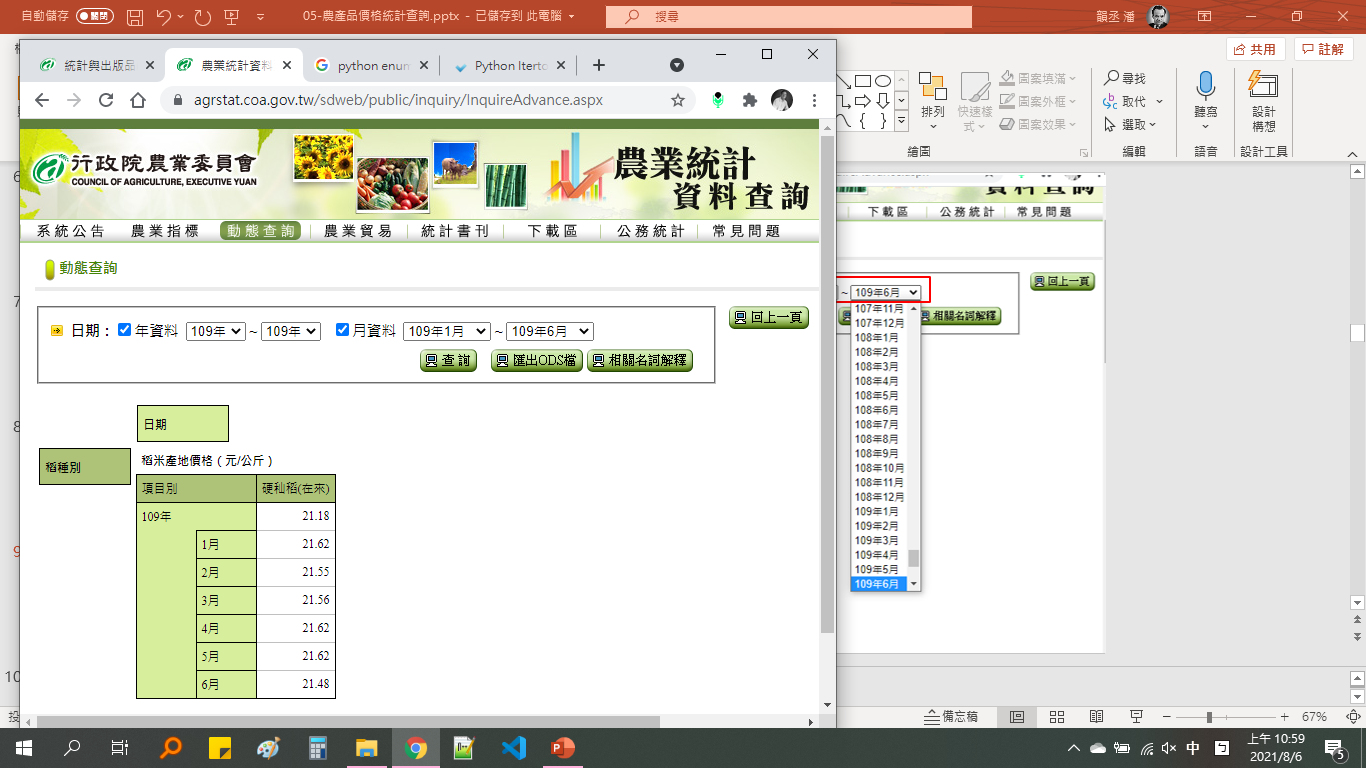 自動儲存 關閉 05-農產品價格統計查詢.pptx - 已儲存到 此電腦 搜尋 韻丞 潘
共用 註解
統計與出版品 農業統計資料 python enum Python Iterto
agrstat.coa.gov.tw/sdweb/public/inquiry/InquireAdvance.aspx
排列 快速樣式 圖案填滿 圖案外框 圖案效果 尋找 取代 選取 聽寫 設計構想
繪圖 編輯 語音 設計工具
行政院農業委員會
COUNCIL OF AGRICULTURE, EXECUTIVE YUAN
農業統計
資料查詢
系統公告 農業指標 動態查詢 農業貿易 統計書刊 下載區 公務統計 常見問題
動態查詢
日期： 年資料 109年 ~ 109年 月資料 109年1月 ~ 109年6月
回上一頁
查詢 匯出ODS檔 相關名詞解釋
日期
稻種別
稻米產地價格 ( 元/公斤 )
項目別 硬秈稻(在來)
109年 21.18
1月 21.62
2月 21.55
3月 21.56
4月 21.62
5月 21.62
6月 21.48
資料查詢
下載區 公務統計 常見問題
~ 109年6月
回上一頁
相關名詞解釋
107年11月
107年12月
108年1月
108年2月
108年3月
108年4月
108年5月
108年6月
108年7月
108年8月
108年9月
108年10月
108年11月
108年12月
109年1月
109年2月
109年3月
109年4月
109年5月
109年6月
6
7
8
9
10
備忘稿 67%
中 上午 10:59
2021/8/6
5